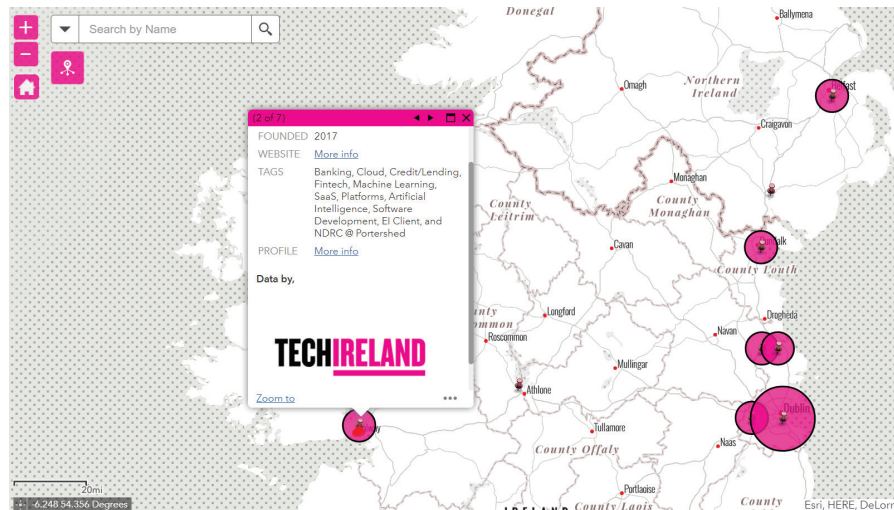 Donegal
Ballymena
Search by Name
Omagh
Northern
Ireland
Craigavon
(2 of 7)
FOUNDED 2017
WEBSITE More info
TAGS Banking, Cloud, Credit/Lending,
Fintech, Machine Learning,
SaaS, Platforms, Artificial
Intelligence, Software
Development, EI Client, and
NDRC @ Portershed
PROFILE More info
Data by,
TECHIRELAND
Zoom to
Monaghan
County
Monaghan
County
Leitrim
Cavan
County Louth
Drogheda
Longford
Roscommon
Navan
Mullingar
Athlone
Dublin
Tullamore
Naas
County Offaly
Portlaoise
IRELAND
County Laois
County
20mi
-6.248 54.356 Degrees
Esri, HERE, DeLorm